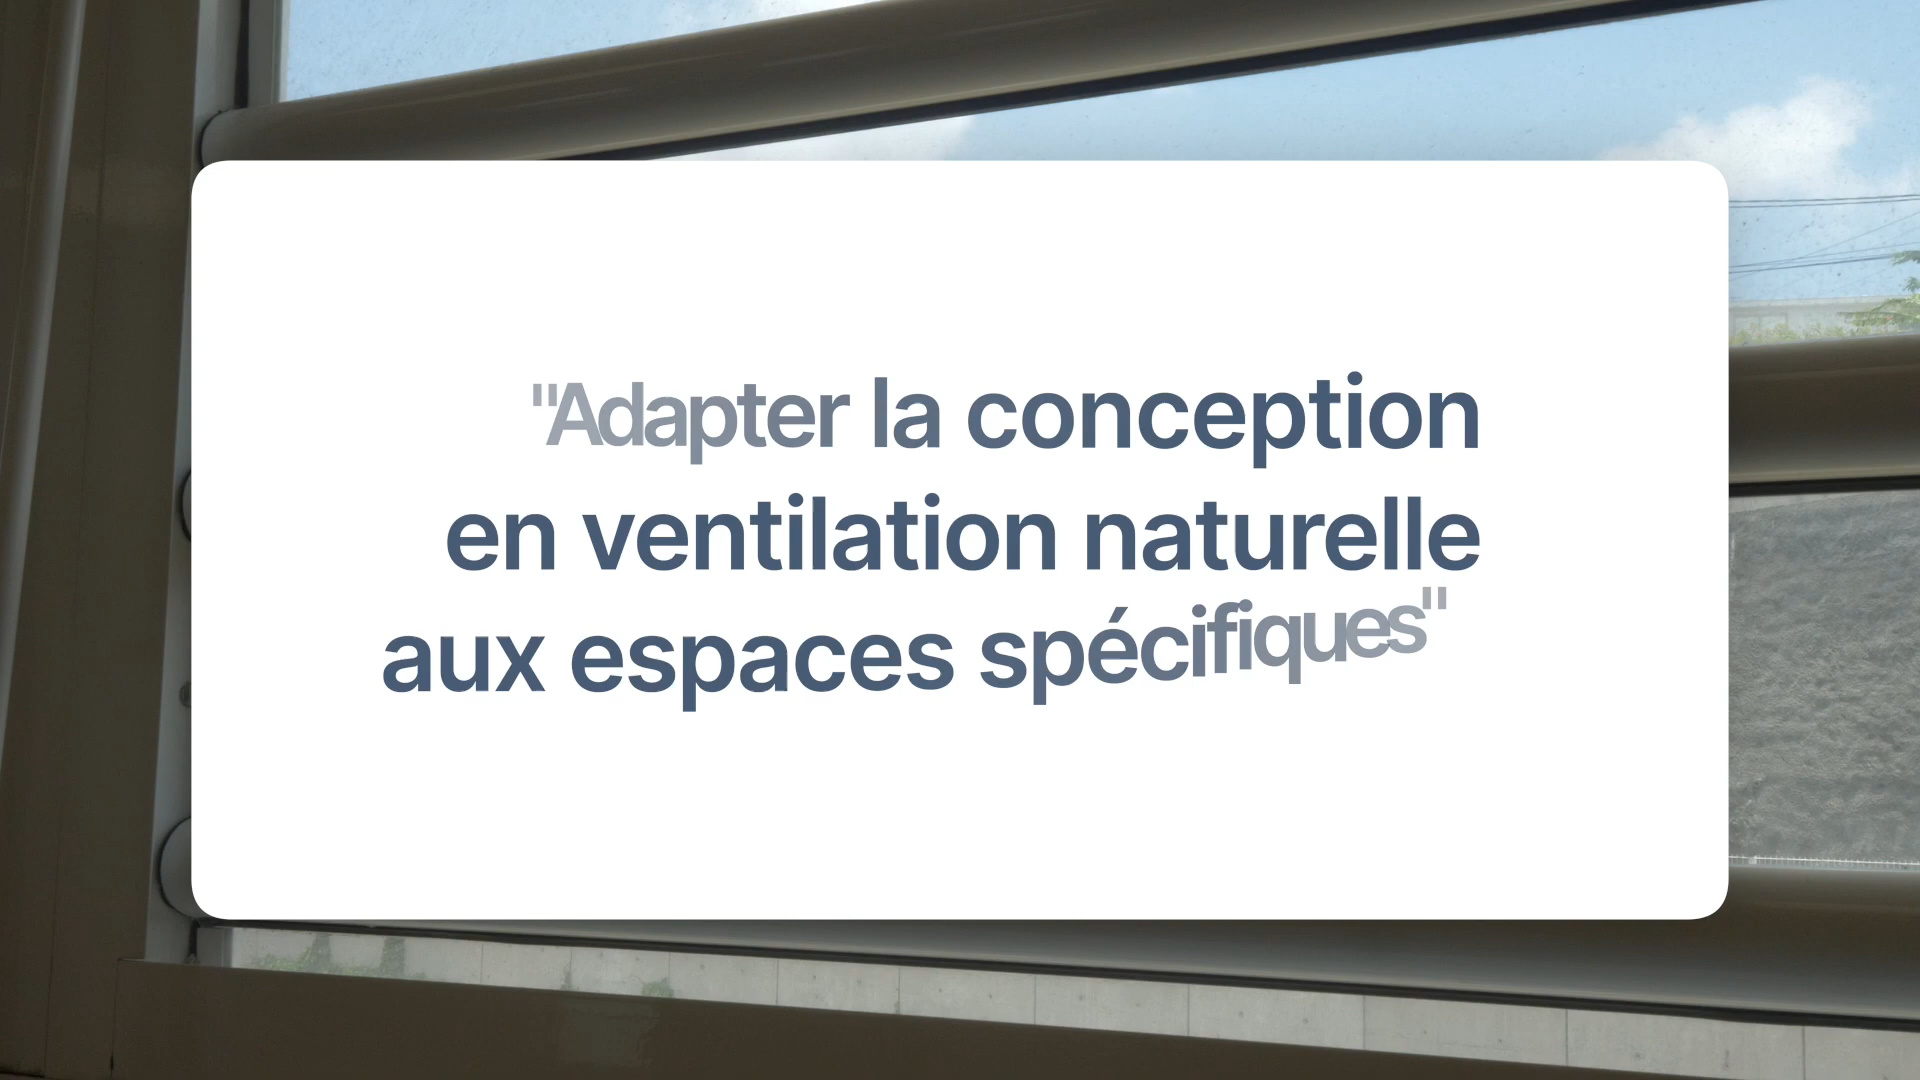 "Adapter la conception
en ventilation naturelle
aux espaces spécifiques"